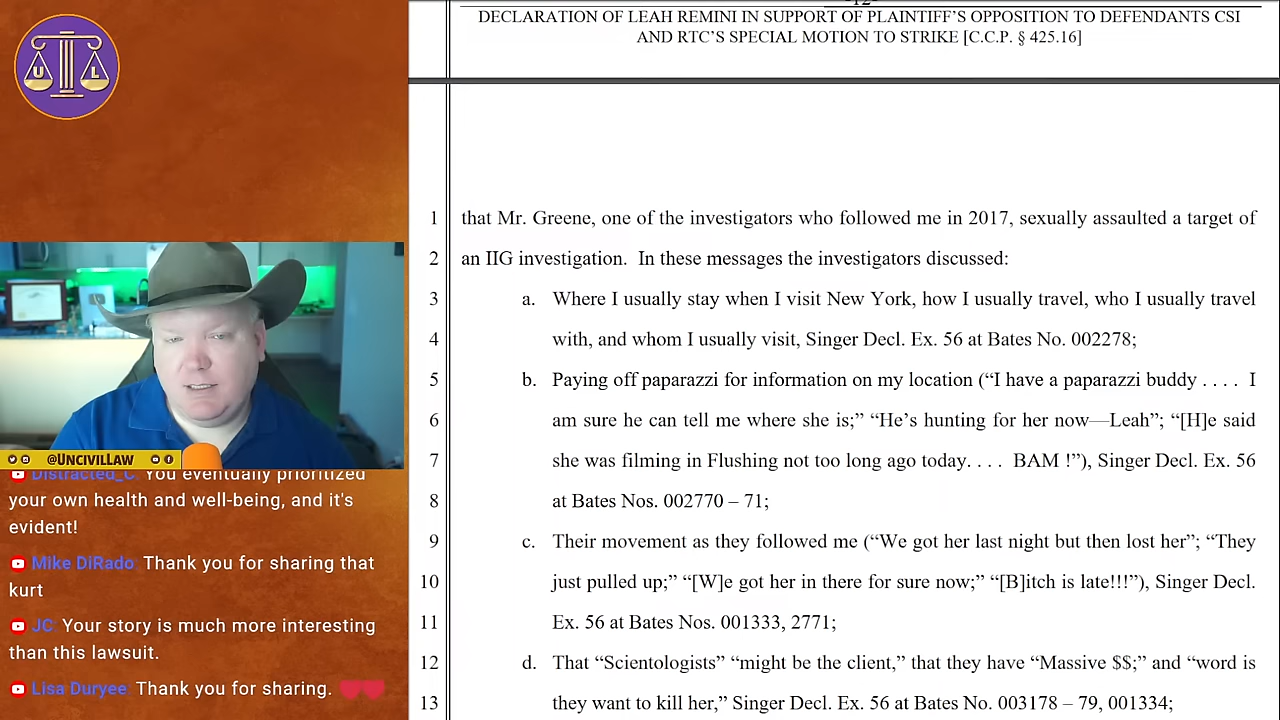 U L
@UNCIVILLAW
Distracted_C: You eventually prioritized
your own health and well-being, and it's
evident!
Mike DiRado: Thank you for sharing that
kurt
JC: Your story is much more interesting
than this lawsuit.
Lisa Duryee: Thank you for sharing.
DECLARATION OF LEAH REMINI IN SUPPORT OF PLAINTIFF'S OPPOSITION TO DEFENDANTS CSI
AND RTC'S SPECIAL MOTION TO STRIKE [C.C.P. § 425.16]
1 that Mr. Greene, one of the investigators who followed me in 2017, sexually assaulted a target of
2 an IIG investigation. In these messages the investigators discussed:
3 a. Where I usually stay when I visit New York, how I usually travel, who I usually travel
4 with, and whom I usually visit, Singer Decl. Ex. 56 at Bates No. 002278;
5 b. Paying off paparazzi for information on my location (“I have a paparazzi buddy . . . . I
6 am sure he can tell me where she is;” “He’s hunting for her now—Leah”; “[H]e said
7 she was filming in Flushing not too long ago today. . . . BAM !”), Singer Decl. Ex. 56
8 at Bates Nos. 002770 – 71;
9 c. Their movement as they followed me (“We got her last night but then lost her”; “They
10 just pulled up;” “[W]e got her in there for sure now;” “[B]itch is late!!!”), Singer Decl.
11 Ex. 56 at Bates Nos. 001333, 2771;
12 d. That “Scientologists” “might be the client,” that they have “Massive $$;” and “word is
13 they want to kill her,” Singer Decl. Ex. 56 at Bates No. 003178 – 79, 001334;